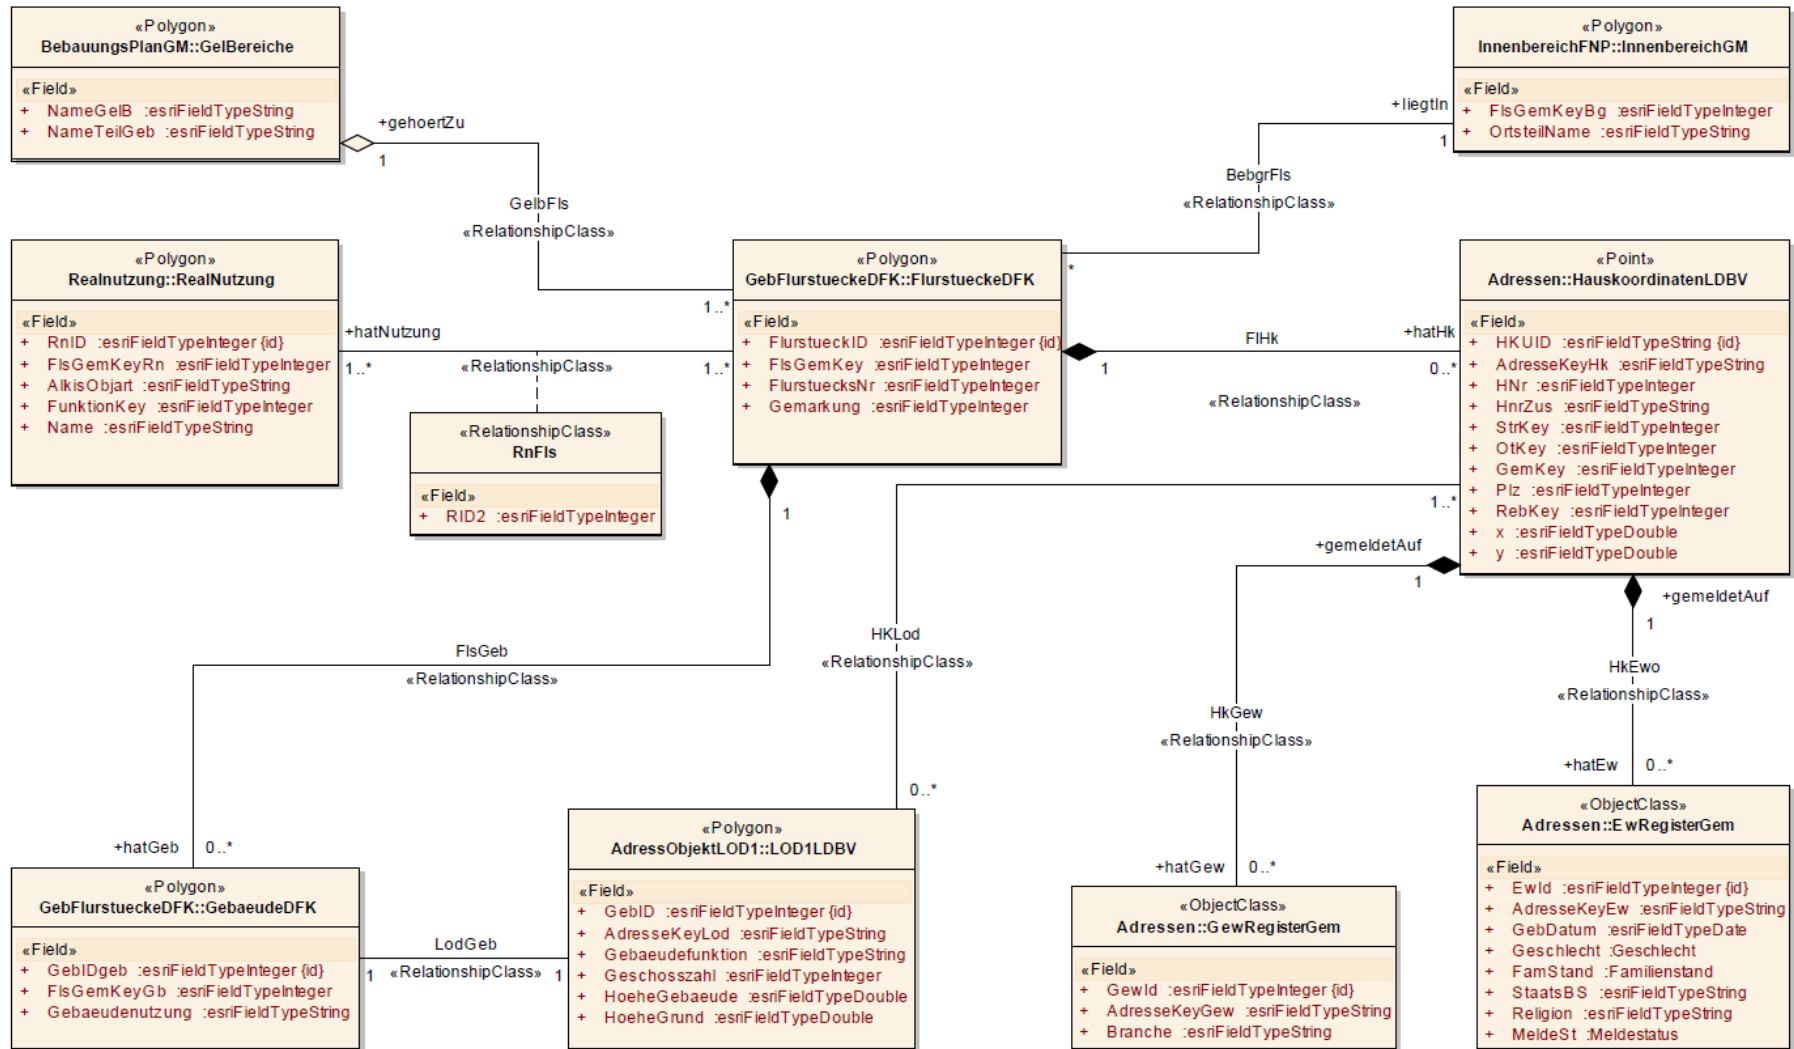 «Polygon»
BebauungsPlanGM::GelBereiche
«Field»
+ NameGelB :esriFieldTypeString
+ NameTeilGeb :esriFieldTypeString
+gehoertZu
1
GelbFls
«RelationshipClass»
1..*
«Polygon»
InnenbereichFNP::InnenbereichGM
«Field»
+ FlsGemKeyBg :esriFieldTypeInteger
+ OrtsteilName :esriFieldTypeString
+liegtIn
1
BebgrFls
«RelationshipClass»
*
«Polygon»
Realnutzung::RealNutzung
«Field»
+ RnID :esriFieldTypeInteger {id}
+ FlsGemKeyRn :esriFieldTypeInteger
+ AlkisObjart :esriFieldTypeString
+ FunktionKey :esriFieldTypeInteger
+ Name :esriFieldTypeString
+hatNutzung
1..*
«RelationshipClass»
1..*
«RelationshipClass»
RnFls
«Field»
+ RID2 :esriFieldTypeInteger
«Polygon»
GebFlurstueckeDFK::FlurstueckeDFK
«Field»
+ FlurstueckID :esriFieldTypeInteger {id}
+ FlsGemKey :esriFieldTypeInteger
+ FlurstuecksNr :esriFieldTypeInteger
+ Gemarkung :esriFieldTypeInteger
1
FlHk
«RelationshipClass»
+hatHk
0..*
«Point»
Adressen::HauskoordinatenLDBV
«Field»
+ HKUID :esriFieldTypeString {id}
+ AdresseKeyHk :esriFieldTypeString
+ HNr :esriFieldTypeInteger
+ HnrZus :esriFieldTypeString
+ StrKey :esriFieldTypeInteger
+ OtKey :esriFieldTypeInteger
+ GemKey :esriFieldTypeInteger
+ Plz :esriFieldTypeInteger
+ RebKey :esriFieldTypeInteger
+ x :esriFieldTypeDouble
+ y :esriFieldTypeDouble
1
FlsGeb
«RelationshipClass»
+hatGeb
0..*
1..*
HKLod
«RelationshipClass»
0..*
+gemeldetAuf
1
HkGew
«RelationshipClass»
+hatGew
0..*
+gemeldetAuf
1
HkEwo
«RelationshipClass»
+hatEw
0..*
«Polygon»
GebFlurstueckeDFK::GebaeudeDFK
«Field»
+ GebIDgeb :esriFieldTypeInteger {id}
+ FlsGemKeyGb :esriFieldTypeInteger
+ Gebaeudenutzung :esriFieldTypeString
LodGeb
1
«RelationshipClass»
1
«Polygon»
AdressObjektLOD1::LOD1LDBV
«Field»
+ GebID :esriFieldTypeInteger {id}
+ AdresseKeyLod :esriFieldTypeString
+ Gebaeudefunktion :esriFieldTypeString
+ Geschosszahl :esriFieldTypeInteger
+ HoeheGebaeude :esriFieldTypeDouble
+ HoeheGrund :esriFieldTypeDouble
«ObjectClass»
Adressen::GewRegisterGem
«Field»
+ GewId :esriFieldTypeInteger {id}
+ AdresseKeyGew :esriFieldTypeString
+ Branche :esriFieldTypeString
«ObjectClass»
Adressen::EwRegisterGem
«Field»
+ EwId :esriFieldTypeInteger {id}
+ AdresseKeyEw :esriFieldTypeString
+ GebDatum :esriFieldTypeDate
+ Geschlecht :Geschlecht
+ FamStand :Familienstand
+ StaatsBS :esriFieldTypeString
+ Religion :esriFieldTypeString
+ MeldeSt :Meldestatus